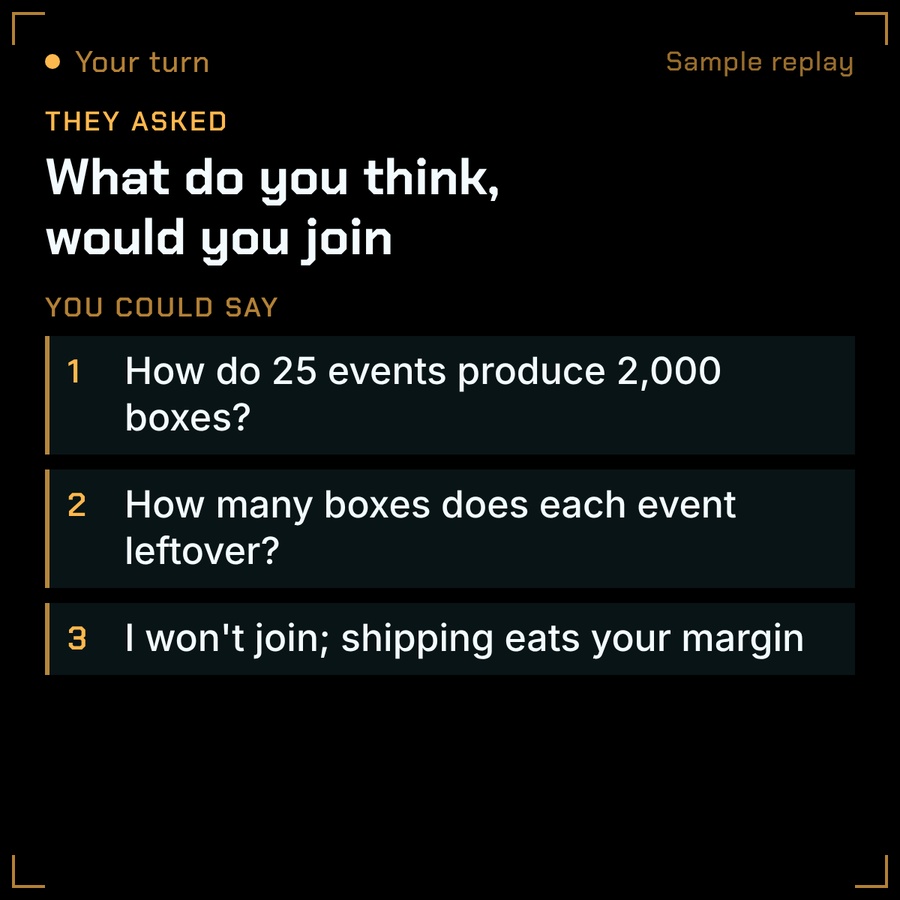 Your turn
Sample replay
THEY ASKED
What do you think,
would you join
YOU COULD SAY
1 How do 25 events produce 2,000
boxes?
2 How many boxes does each event
leftover?
3 I won't join; shipping eats your margin